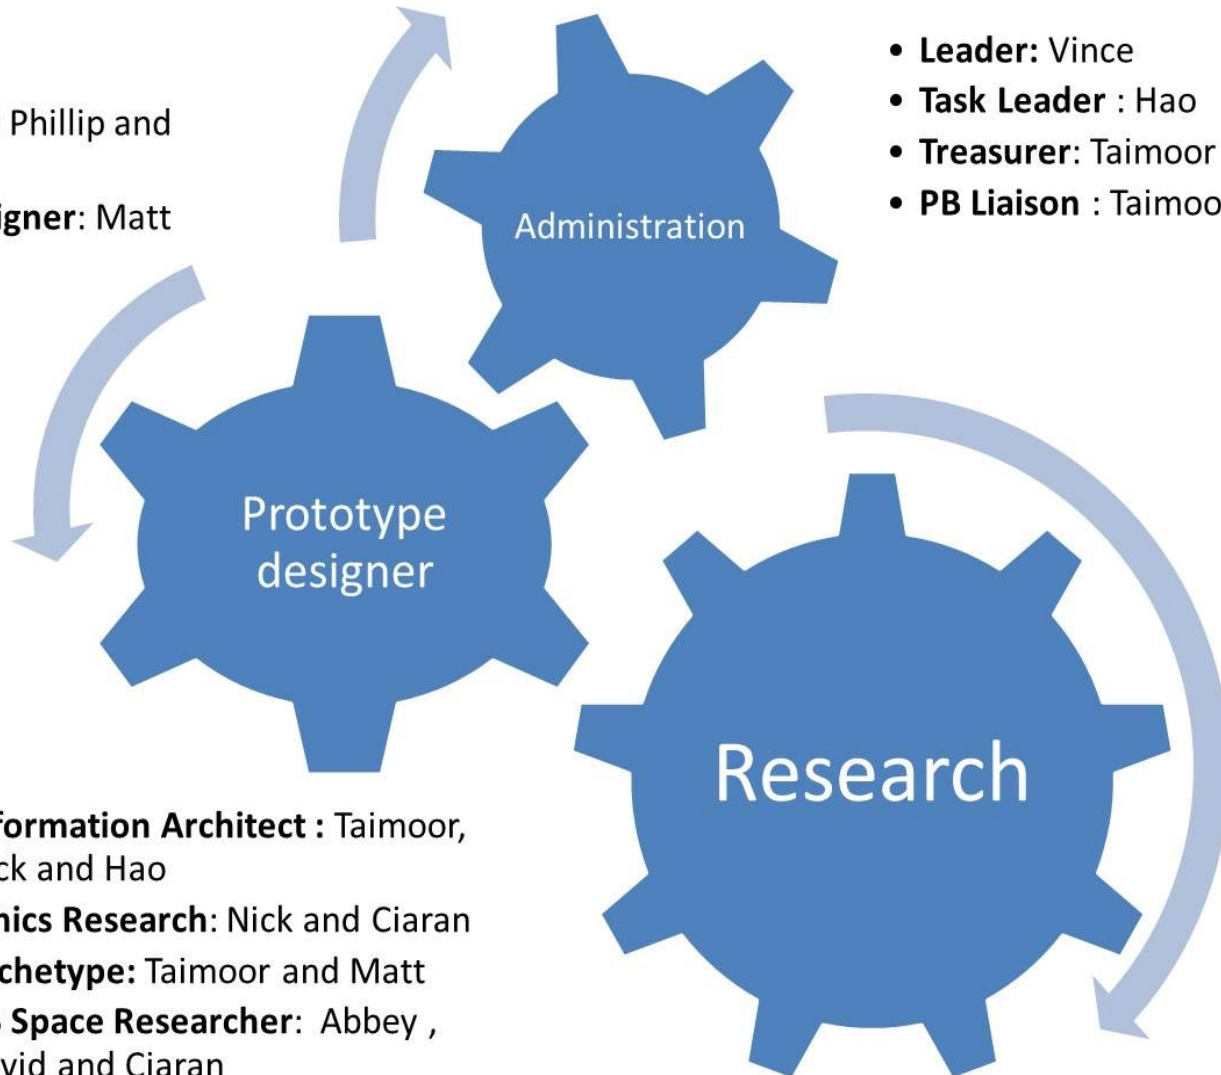 Phillip and
igner: Matt
• Leader: Vince
• Task Leader : Hao
• Treasurer: Taimoor
• PB Liaison : Taimoo
Administration
Prototype
designer
Research
formation Architect : Taimoor,
ck and Hao
nics Research: Nick and Ciaran
chetype: Taimoor and Matt
Space Researcher: Abbey ,
vid and Ciaran